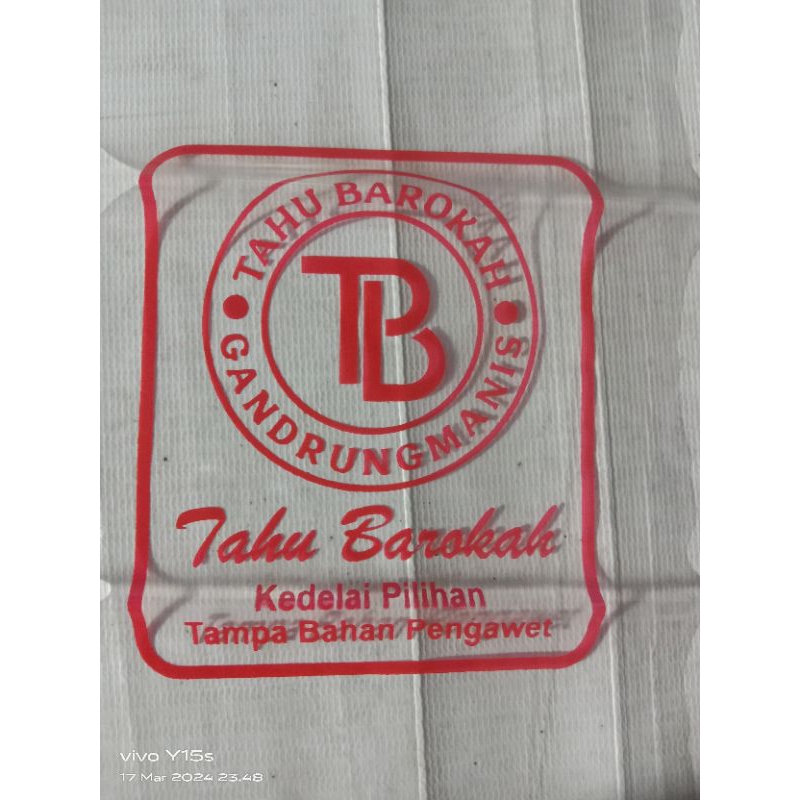 TAHU BAROKAH
TB
GANDRUNGMANIS
Tahu Barokah
Kedelai Pilihan
Tampa Bahan Pengawet
vivo Y15s
17 Mar 2024 23.48